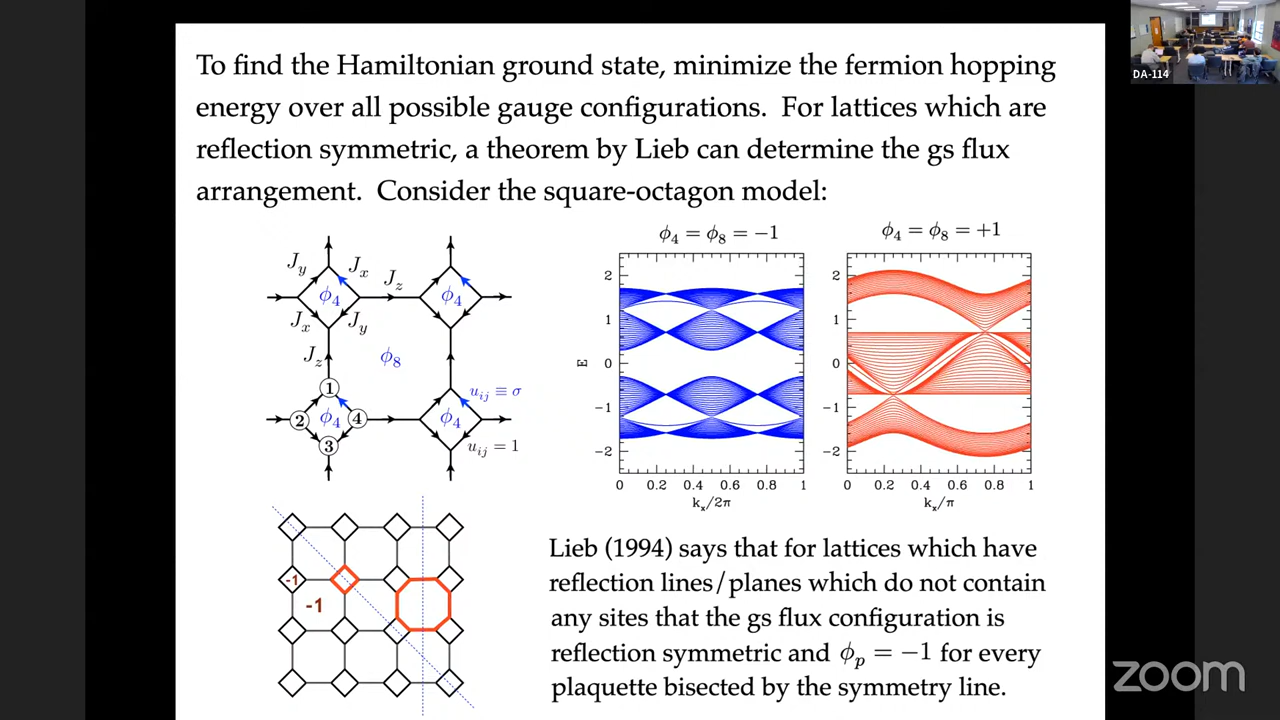 To find the Hamiltonian ground state, minimize the fermion hopping
energy over all possible gauge configurations. For lattices which are
reflection symmetric, a theorem by Lieb can determine the gs flux
arrangement. Consider the square-octagon model:
J_y J_x J_z
ϕ_4 ϕ_4
J_x J_y
J_z ϕ_8
1
u_ij ≡ σ
2 ϕ_4 4 ϕ_4
3
u_ij = 1
ϕ_4 = ϕ_8 = −1
2
1
0
−1
−2
E
0 0.2 0.4 0.6 0.8 1
k_x/2π
ϕ_4 = ϕ_8 = +1
2
1
0
−1
−2
0 0.2 0.4 0.6 0.8 1
k_x/π
-1
-1
Lieb (1994) says that for lattices which have
reflection lines/planes which do not contain
any sites that the gs flux configuration is
reflection symmetric and ϕ_p = −1 for every
plaquette bisected by the symmetry line.
DA-114
zoom